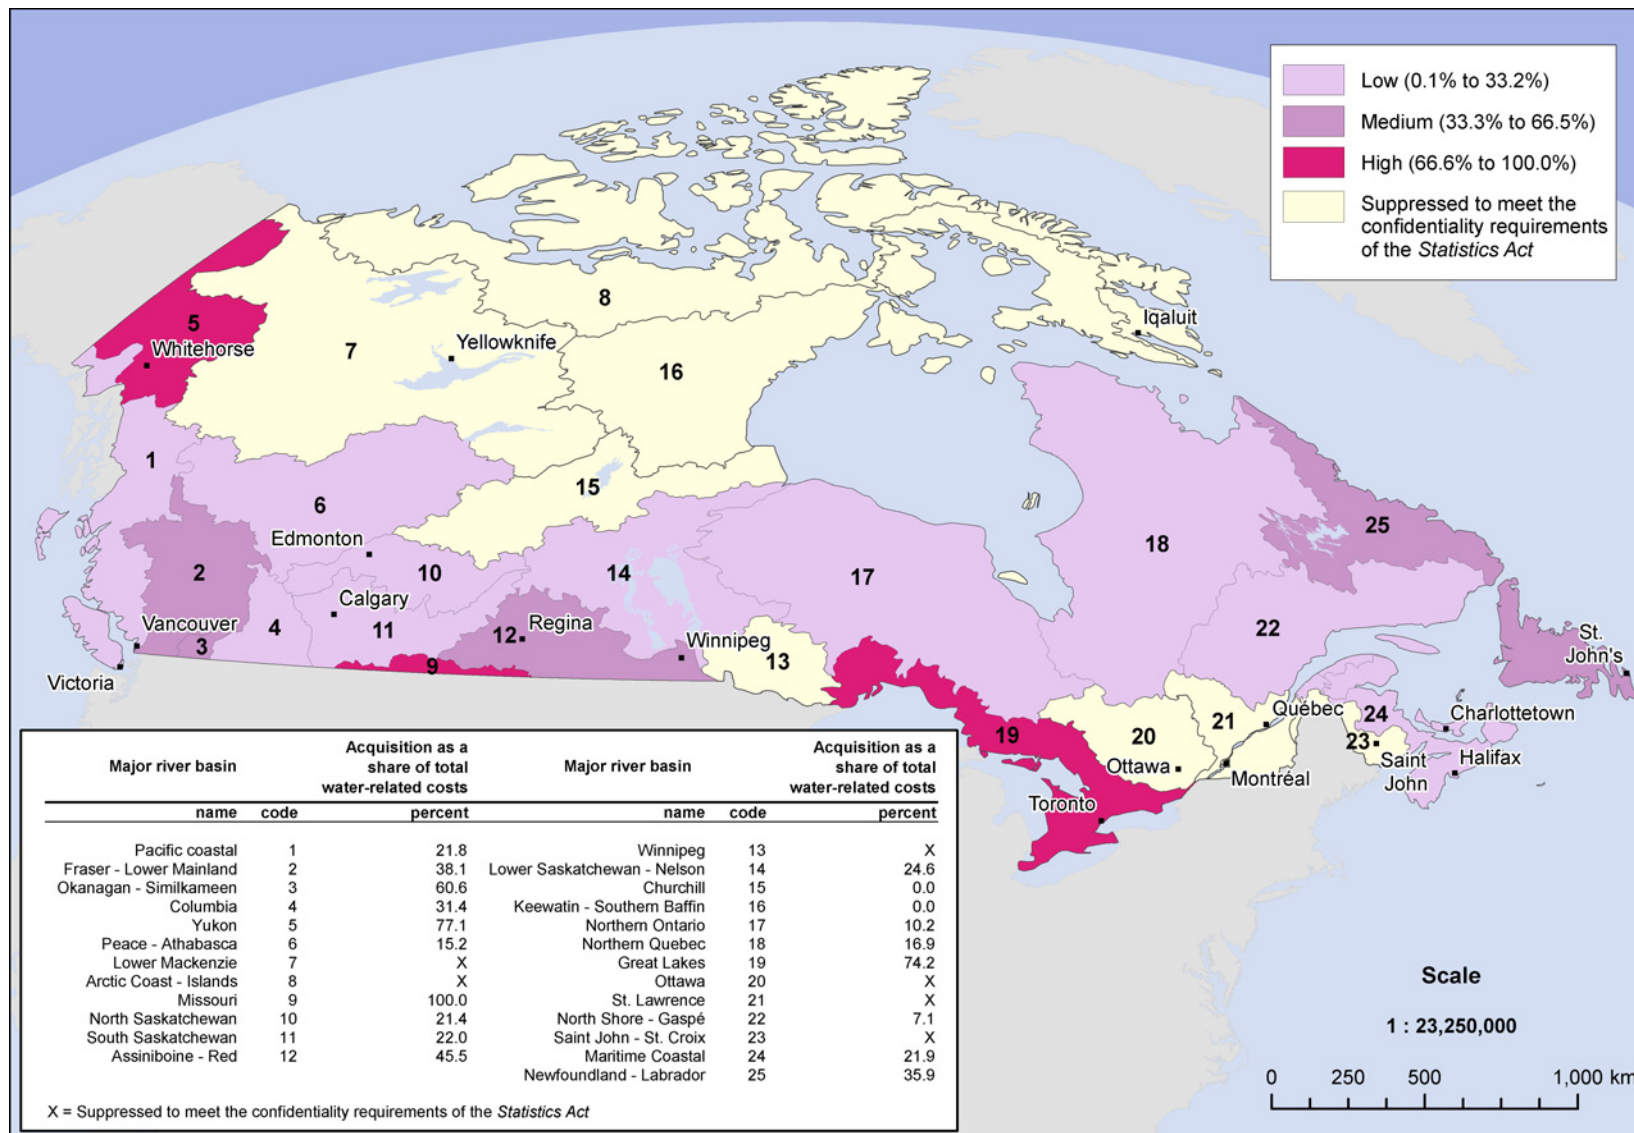 Low (0.1% to 33.2%)
Medium (33.3% to 66.5%)
High (66.6% to 100.0%)
Suppressed to meet the
confidentiality requirements
of the Statistics Act
8
Iqaluit
5
Whitehorse
7
Yellowknife
16
1
6
15
Edmonton
2
10
14
17
18
25
Calgary
Vancouver
3
4
11
12
Regina
Winnipeg
9
13
22
St.
John's
Victoria
19
20
21
Québec
24
Charlottetown
23
Ottawa
Montréal
Saint
John
Halifax
Toronto
Major river basin Acquisition as a share of total water-related costs Major river basin Acquisition as a share of total water-related costs
name code percent name code percent
Pacific coastal 1 21.8 Winnipeg 13 X
Fraser - Lower Mainland 2 38.1 Lower Saskatchewan - Nelson 14 24.6
Okanagan - Similkameen 3 60.6 Churchill 15 0.0
Columbia 4 31.4 Keewatin - Southern Baffin 16 0.0
Yukon 5 77.1 Northern Ontario 17 10.2
Peace - Athabasca 6 15.2 Northern Quebec 18 16.9
Lower Mackenzie 7 X Great Lakes 19 74.2
Arctic Coast - Islands 8 X Ottawa 20 X
Missouri 9 100.0 St. Lawrence 21 X
North Saskatchewan 10 21.4 North Shore - Gaspé 22 7.1
South Saskatchewan 11 22.0 Saint John - St. Croix 23 X
Assiniboine - Red 12 45.5 Maritime Coastal 24 21.9
Newfoundland - Labrador 25 35.9
X = Suppressed to meet the confidentiality requirements of the Statistics Act
Scale
1 : 23,250,000
0 250 500 1,000 km